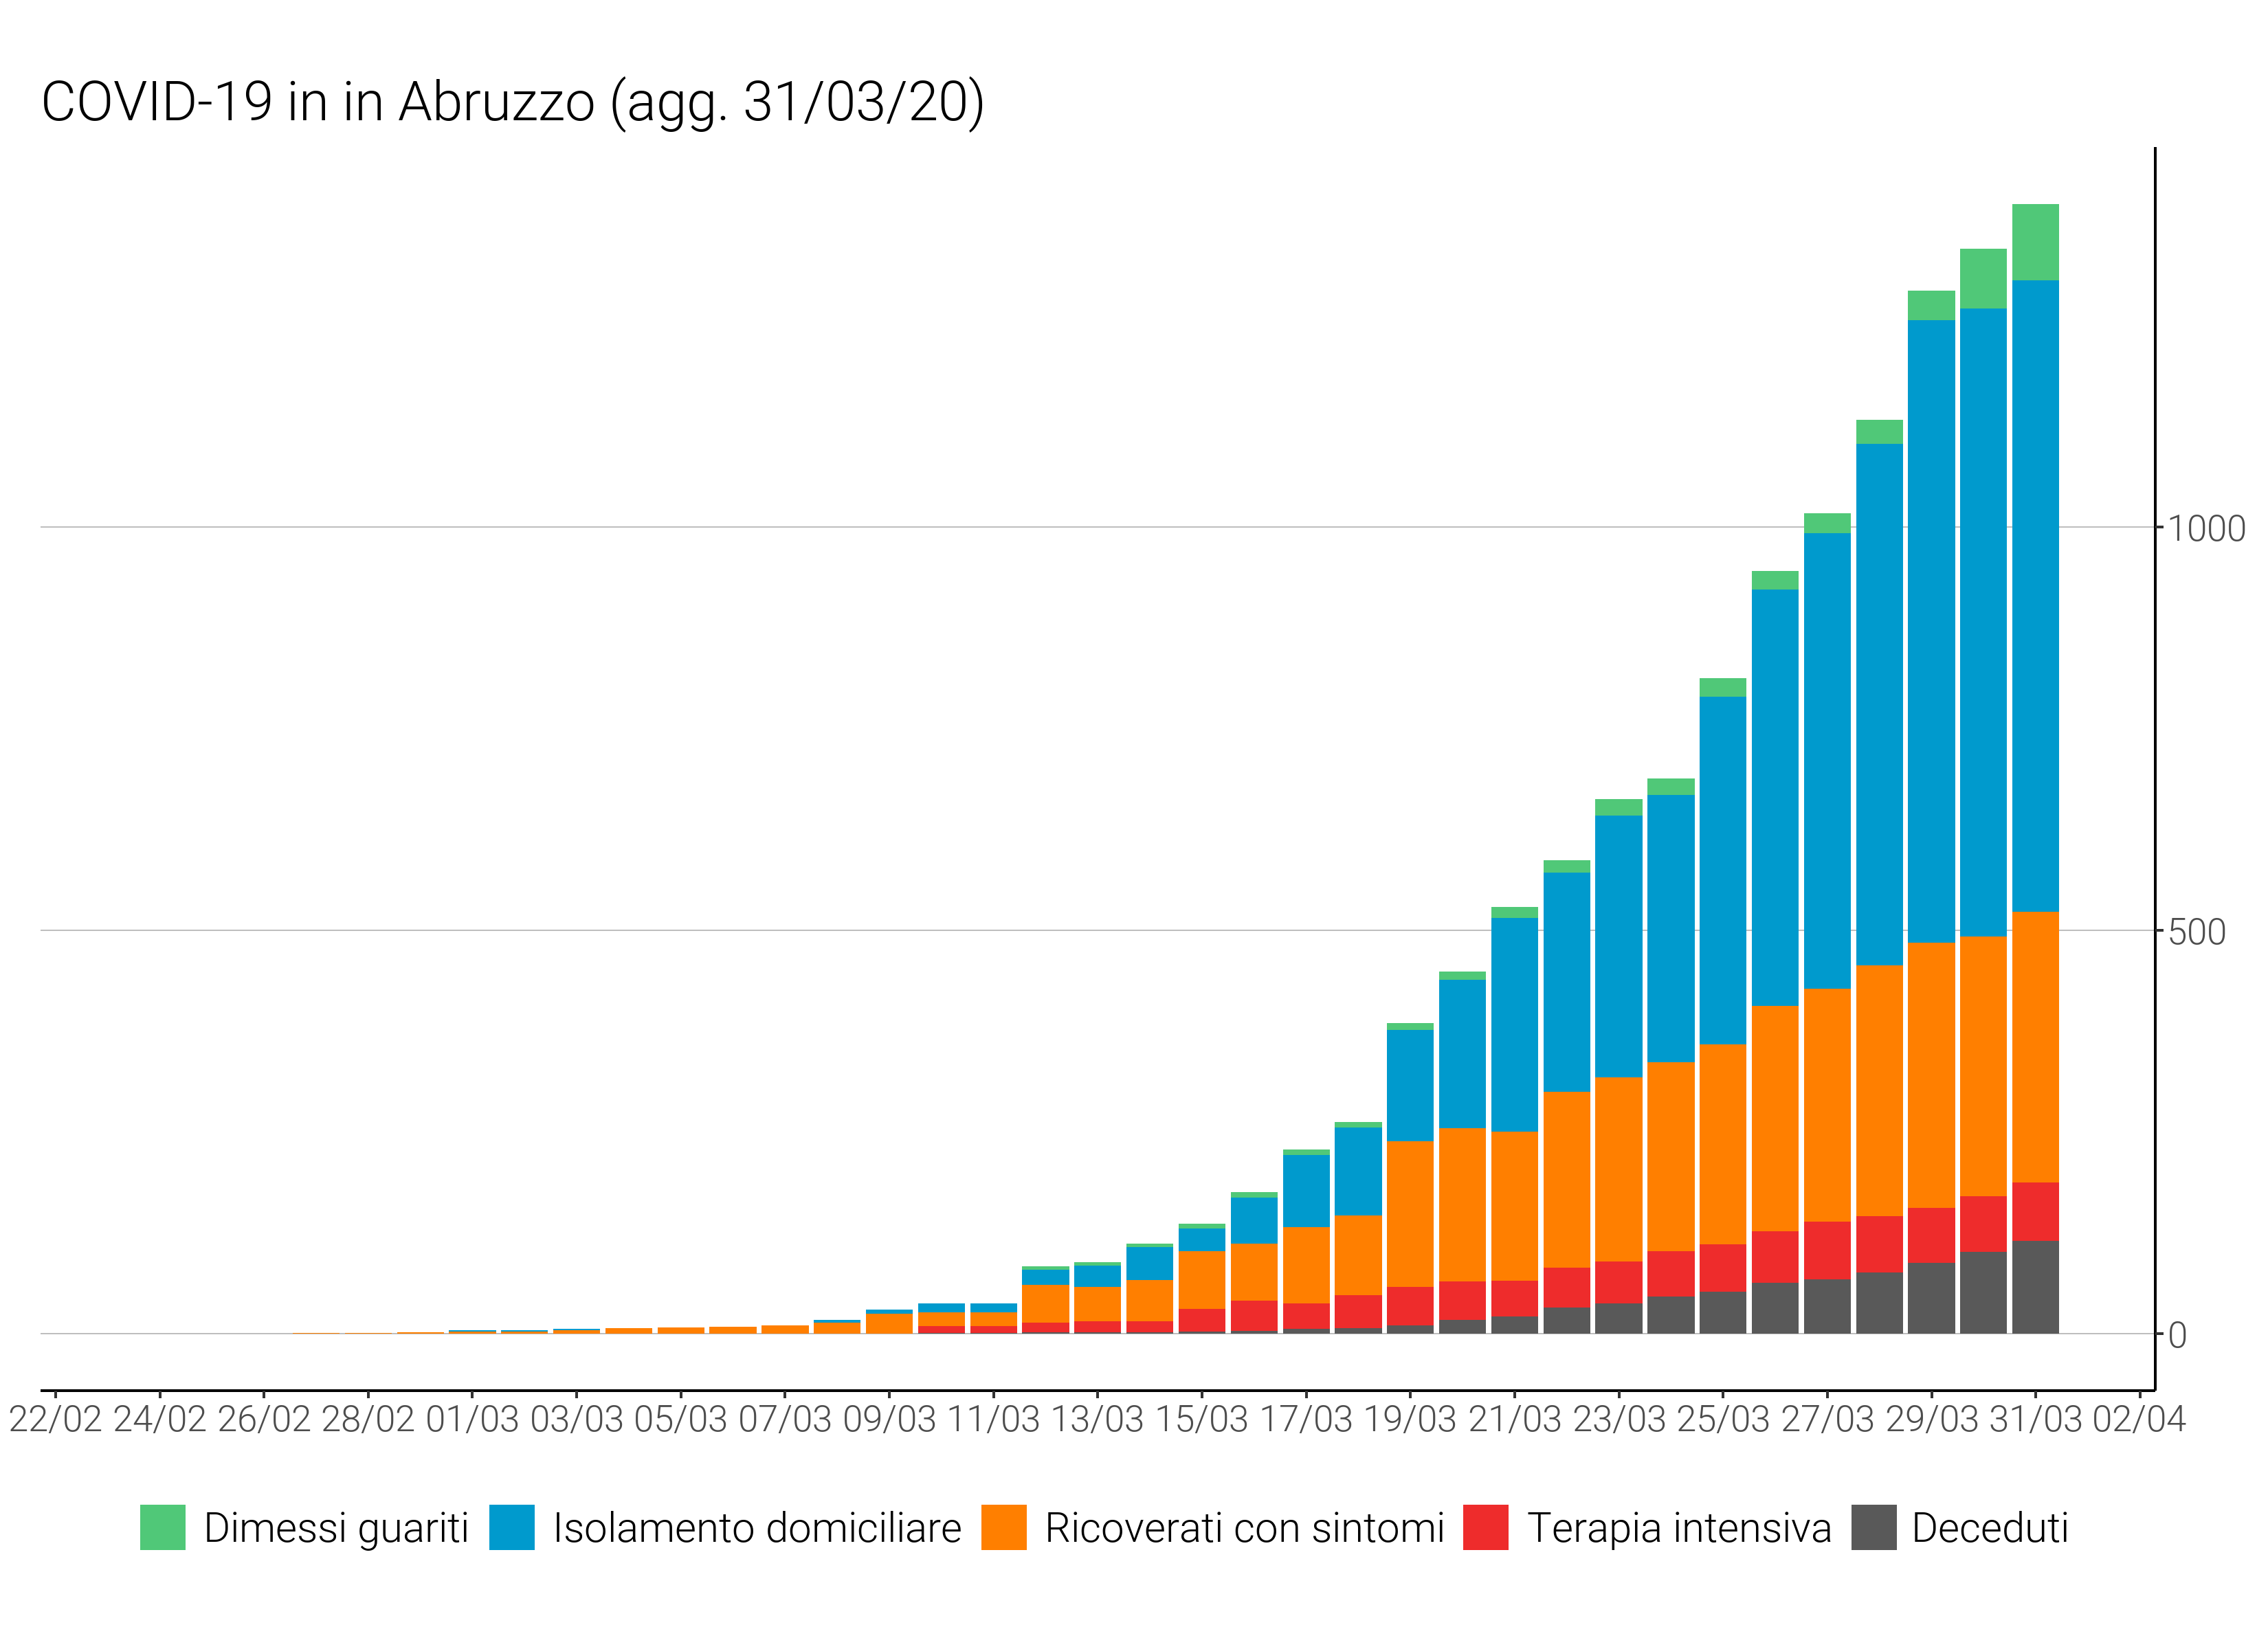 COVID-19 in in Abruzzo (agg. 31/03/20)
1000
500
0
22/02 24/02 26/02 28/02 01/03 03/03 05/03 07/03 09/03 11/03 13/03 15/03 17/03 19/03 21/03 23/03 25/03 27/03 29/03 31/03 02/04
Dimessi guariti Isolamento domiciliare Ricoverati con sintomi Terapia intensiva Deceduti